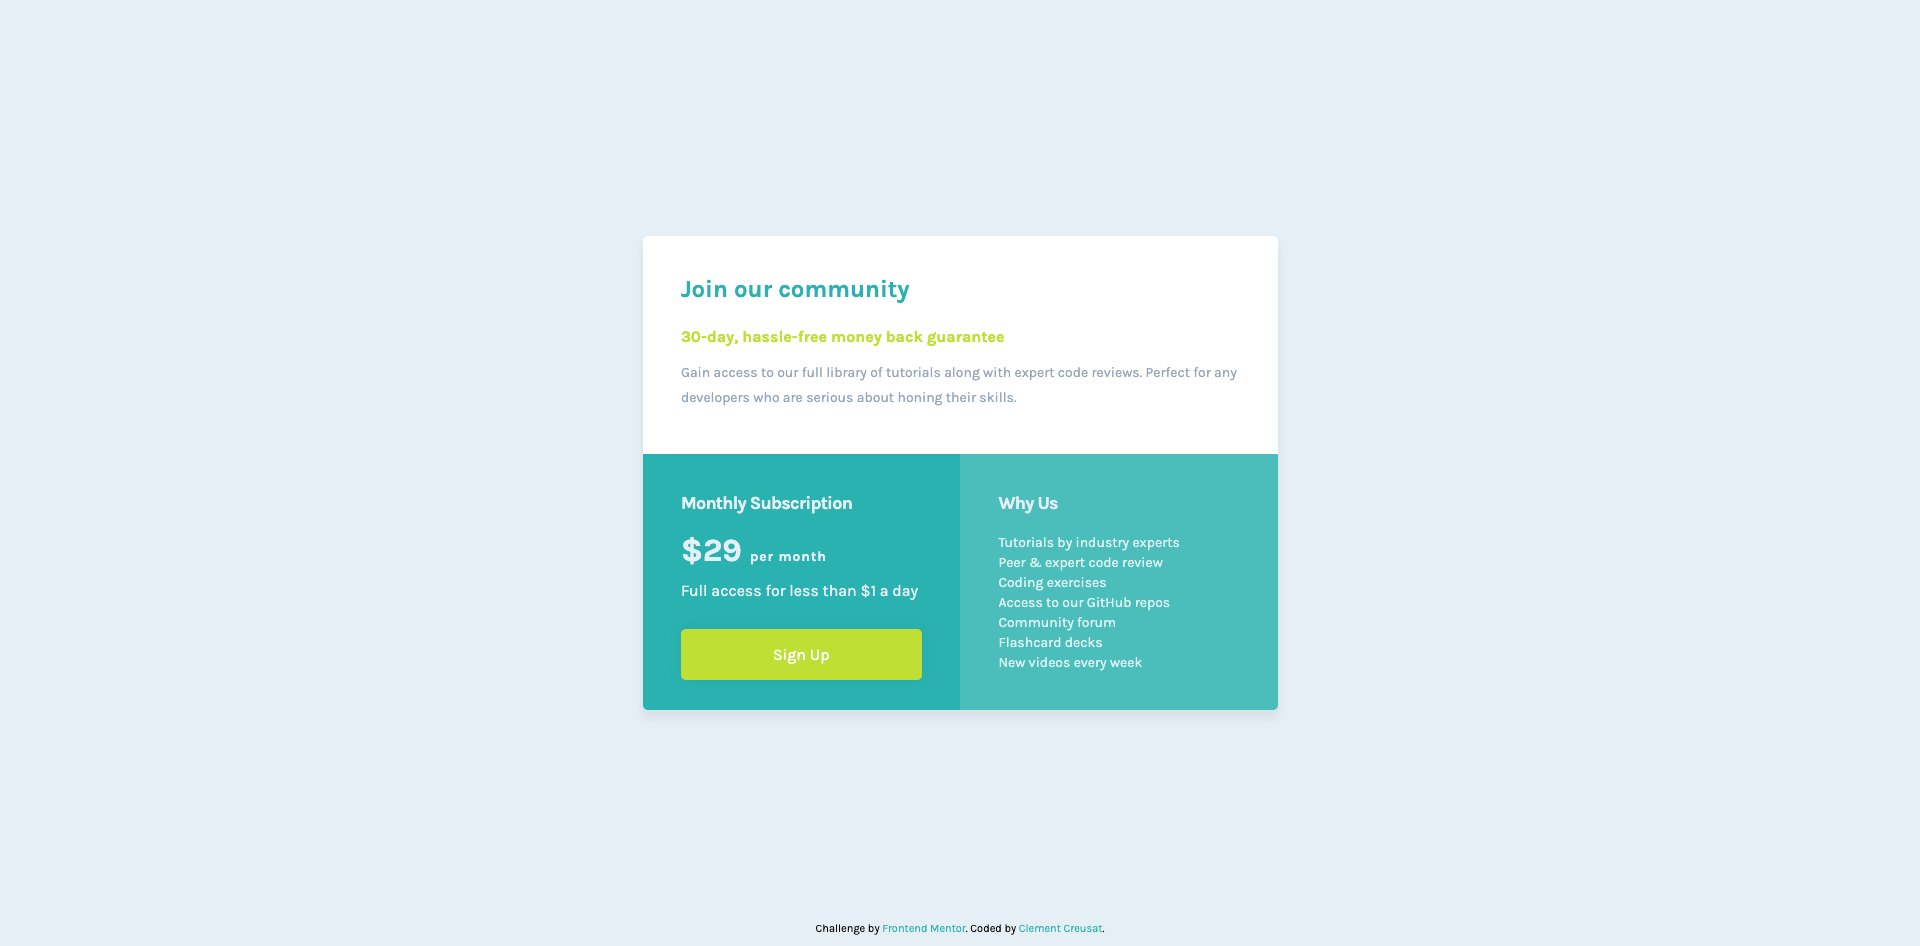 Join our community
30-day, hassle-free money back guarantee
Gain access to our full library of tutorials along with expert code reviews. Perfect for any
developers who are serious about honing their skills.
Monthly Subscription
$29 per month
Full access for less than $1 a day
Sign Up
Why Us
Tutorials by industry experts
Peer & expert code review
Coding exercises
Access to our GitHub repos
Community forum
Flashcard decks
New videos every week
Challenge by Frontend Mentor. Coded by Clement Creusat.